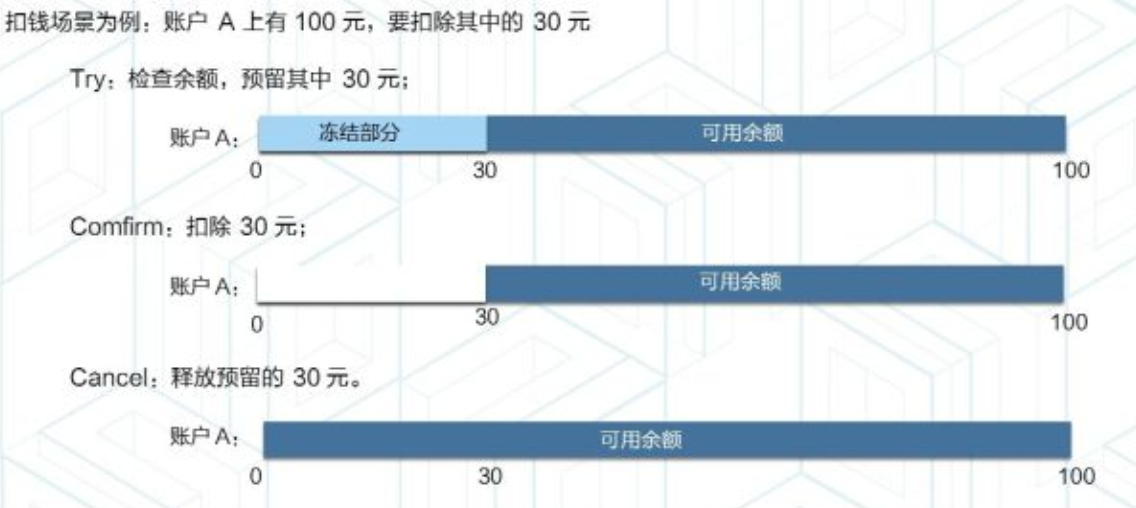 扣钱场景为例：账户 A 上有 100 元，要扣除其中的 30 元
Try：检查余额，预留其中 30 元；
账户 A： 冻结部分 可用余额
0 30 100
Comfirm：扣除 30 元；
账户 A： 可用余额
0 30 100
Cancel：释放预留的 30 元。
账户 A： 可用余额
0 30 100